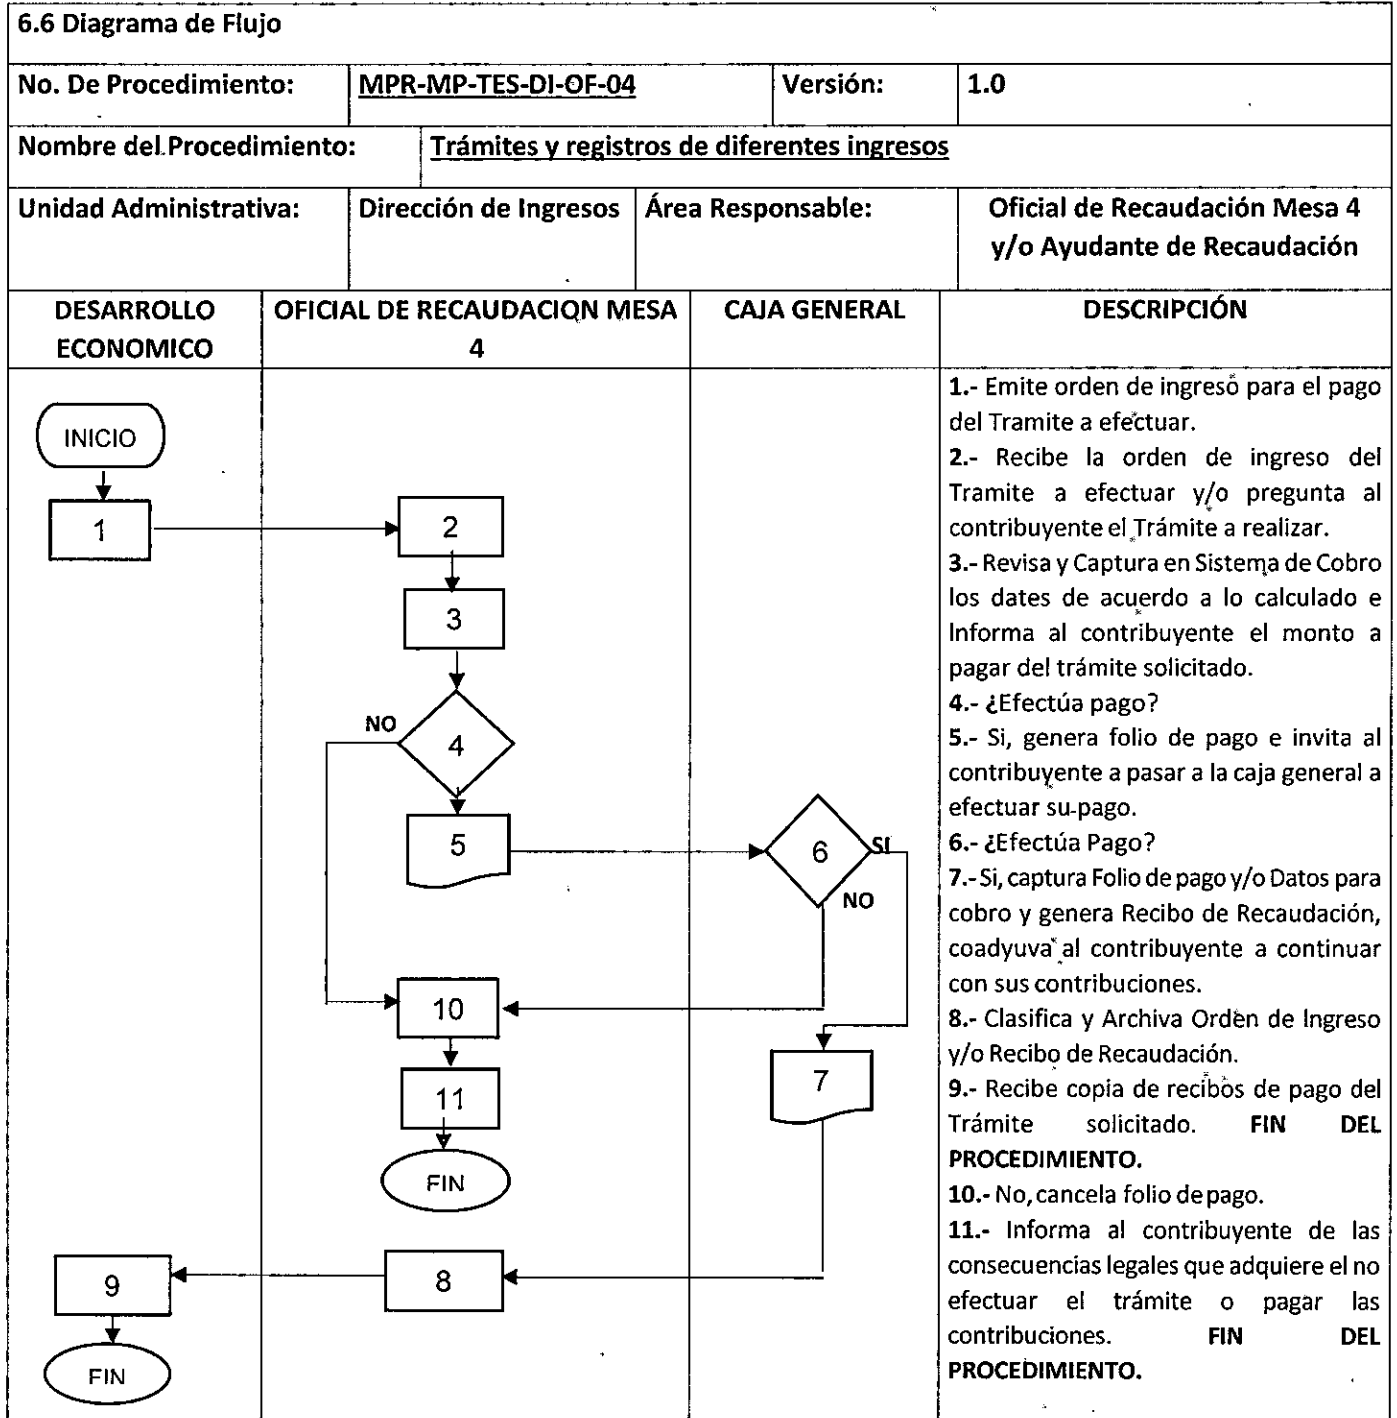 6.6 Diagrama de Flujo
No. De Procedimiento: MPR-MP-TES-DI-OF-04 Versión: 1.0
Nombre del Procedimiento: Trámites y registros de diferentes ingresos
Unidad Administrativa: Dirección de Ingresos Área Responsable: Oficial de Recaudación Mesa 4
y/o Ayudante de Recaudación
DESARROLLO
ECONOMICO
OFICIAL DE RECAUDACION MESA
4
CAJA GENERAL
DESCRIPCIÓN
INICIO
1
2
3
NO
4
5
6
SI
NO
10
7
11
FIN
9
8
FIN
1.- Emite orden de ingreso para el pago
del Tramite a efectuar.
2.- Recibe la orden de ingreso del
Tramite a efectuar y/o pregunta al
contribuyente el Trámite a realizar.
3.- Revisa y Captura en Sistema de Cobro
los dates de acuerdo a lo calculado e
Informa al contribuyente el monto a
pagar del trámite solicitado.
4.- ¿Efectúa pago?
5.- Si, genera folio de pago e invita al
contribuyente a pasar a la caja general a
efectuar su pago.
6.- ¿Efectúa Pago?
7.- Si, captura Folio de pago y/o Datos para
cobro y genera Recibo de Recaudación,
coadyuva al contribuyente a continuar
con sus contribuciones.
8.- Clasifica y Archiva Orden de Ingreso
y/o Recibo de Recaudación.
9.- Recibe copia de recibos de pago del
Trámite solicitado. FIN DEL
PROCEDIMIENTO.
10.- No, cancela folio de pago.
11.- Informa al contribuyente de las
consecuencias legales que adquiere el no
efectuar el trámite o pagar las
contribuciones. FIN DEL
PROCEDIMIENTO.